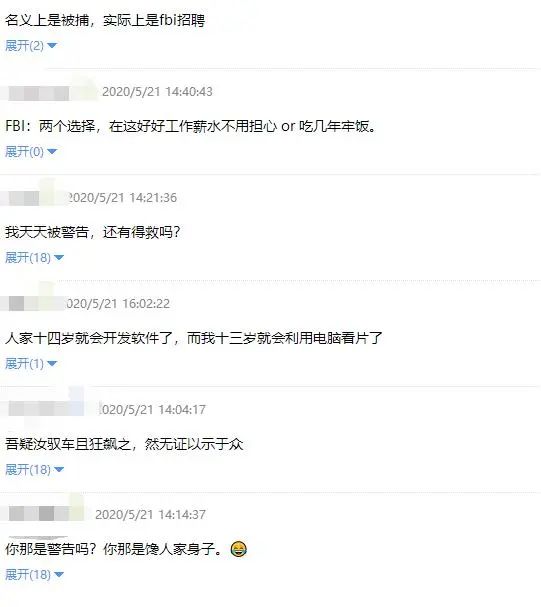 名义上是被捕，实际上是fbi招聘
展开(2)
2020/5/21 14:40:43
FBI：两个选择，在这好好工作薪水不用担心 or 吃几年牢饭。
展开(0)
2020/5/21 14:21:36
我天天被警告，还有得救吗?
展开(18)
020/5/21 16:02:22
人家十四岁就会开发软件了，而我十三岁就会利用电脑看片了
展开(1)
2020/5/21 14:04:17
吾疑汝驭车且狂飙之，然无证以示于众
展开(18)
2020/5/21 14:14:37
你那是警告吗？你那是馋人家身子。😂
展开(18)